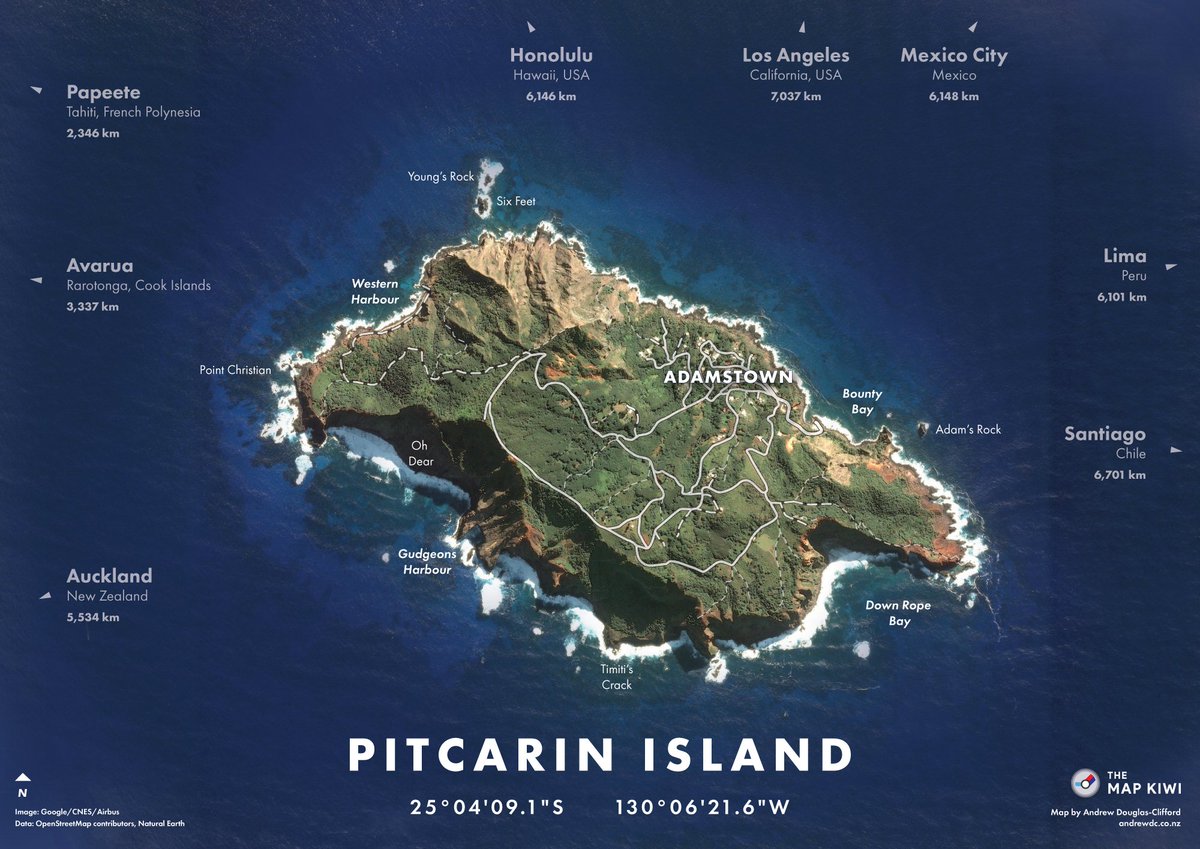 Honolulu
Hawaii, USA
6,146 km
Los Angeles
California, USA
7,037 km
Mexico City
Mexico
6,148 km
Papeete
Tahiti, French Polynesia
2,346 km
Young's Rock
Six Feet
Avarua
Rarotonga, Cook Islands
3,337 km
Western
Harbour
Lima
Peru
6,101 km
Point Christian
ADAMSTOWN
Bounty
Bay
Adam's Rock
Oh
Dear
Santiago
Chile
6,701 km
Gudgeons
Harbour
Auckland
New Zealand
5,534 km
Down Rope
Bay
Timiti's
Crack
PITCARIN ISLAND
25°04'09.1"S 130°06'21.6"W
N
Image: Google/CNES/Airbus
Data: OpenStreetMap contributors, Natural Earth
THE
MAP KIWI
Map by Andrew Douglas-Clifford
andrewdc.co.nz